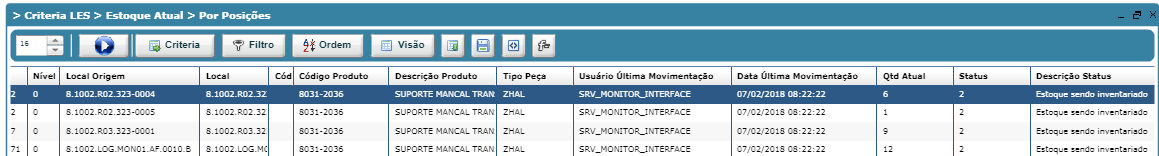 > Criteria LES > Estoque Atual > Por Posições
16 Criteria Filtro Ordem Visão
Nível Local Origem Local Cód Código Produto Descrição Produto Tipo Peça Usuário Última Movimentação Data Última Movimentação Qtd Atual Status Descrição Status
2 0 8.1002.R02.323-0004 8.1002.R02.32 8031-2036 SUPORTE MANCAL TRAN ZHAL SRV_MONITOR_INTERFACE 07/02/2018 08:22:22 6 2 Estoque sendo inventariado
2 0 8.1002.R02.323-0005 8.1002.R02.32 8031-2036 SUPORTE MANCAL TRAN ZHAL SRV_MONITOR_INTERFACE 07/02/2018 08:22:22 1 2 Estoque sendo inventariado
7 0 8.1002.R03.323-0001 8.1002.R03.32 8031-2036 SUPORTE MANCAL TRAN ZHAL SRV_MONITOR_INTERFACE 07/02/2018 08:22:22 9 2 Estoque sendo inventariado
71 0 8.1002.LOG.MON01.AF.0010.B 8.1002.LOG.MO 8031-2036 SUPORTE MANCAL TRAN ZHAL SRV_MONITOR_INTERFACE 07/02/2018 08:22:22 12 2 Estoque sendo inventariado